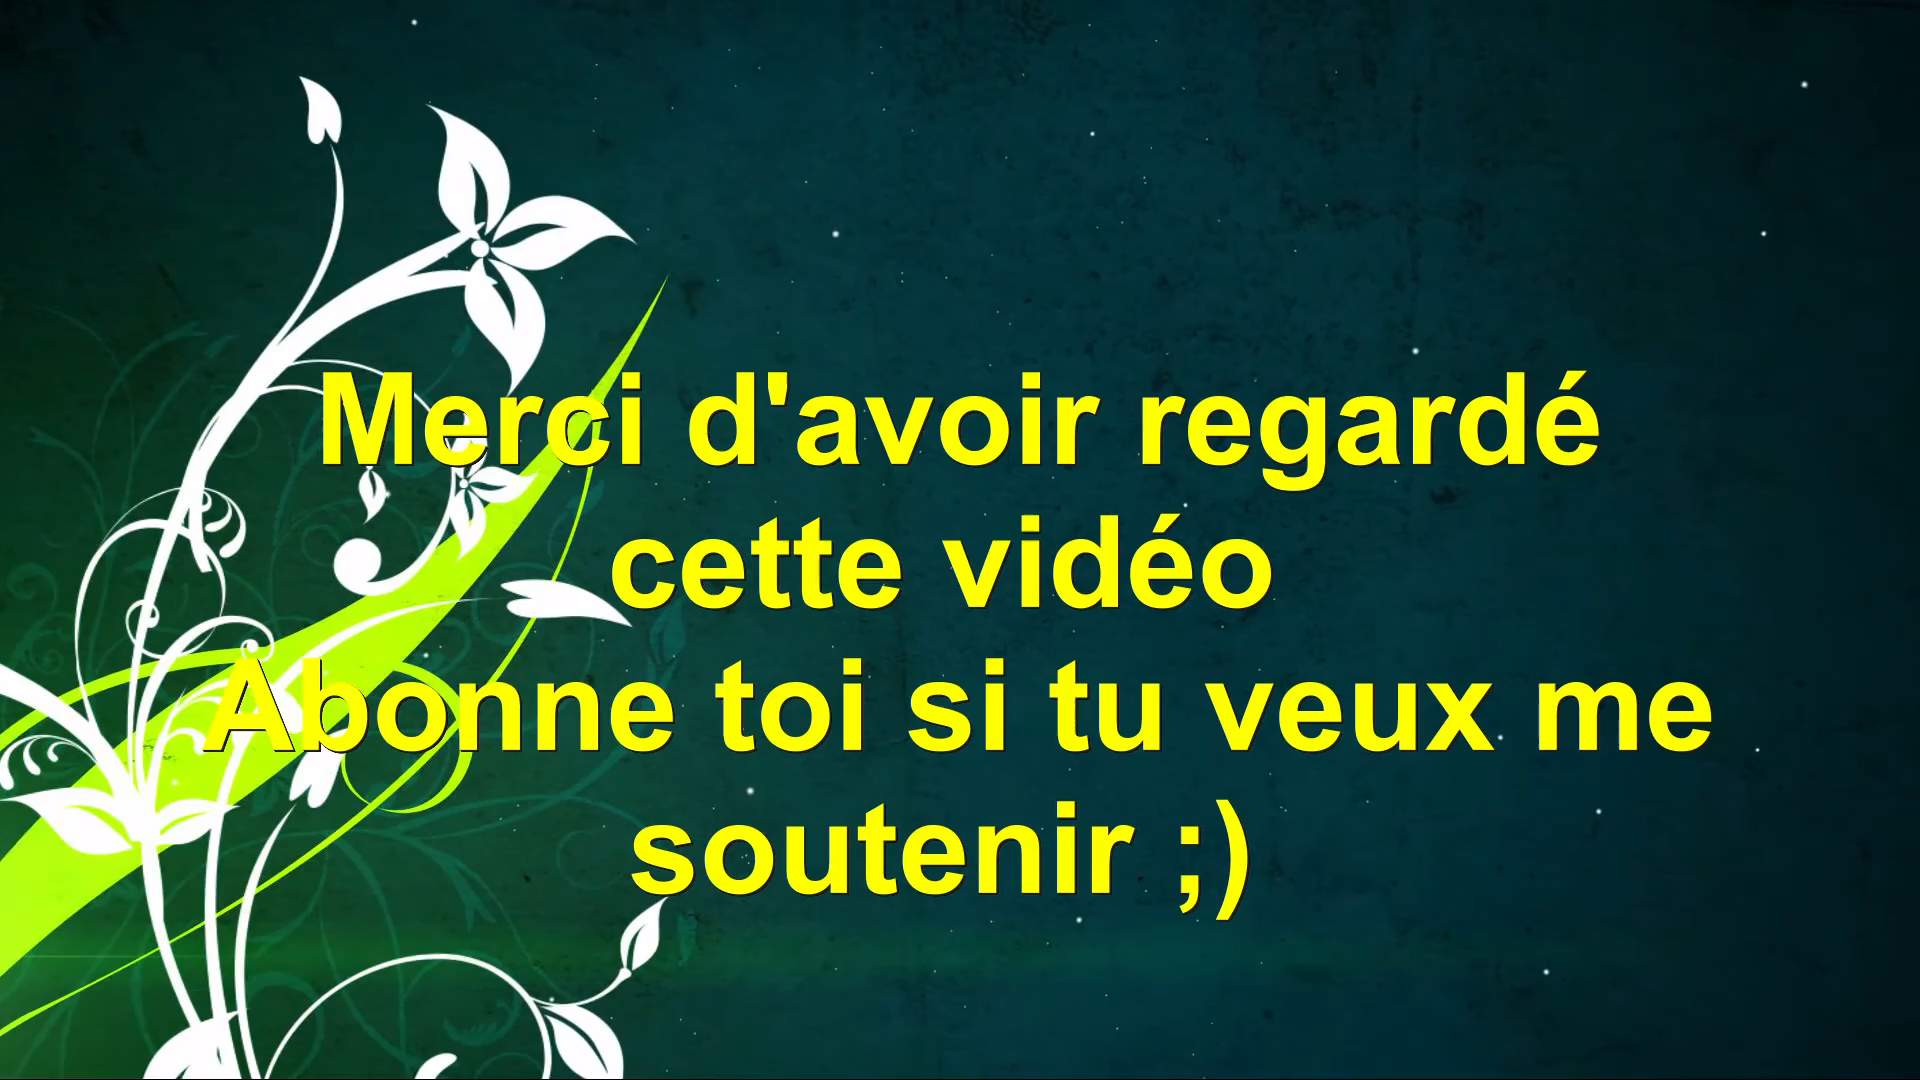 Merci d'avoir regardé
cette vidéo
Abonne toi si tu veux me
soutenir ;)